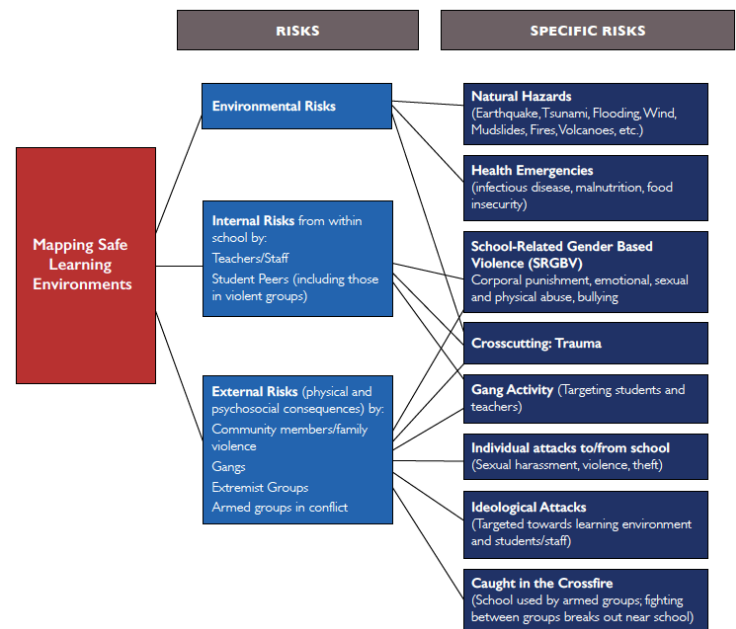 RISKS
SPECIFIC RISKS
Mapping Safe
Learning
Environments
Environmental Risks
Internal Risks from within
school by:
Teachers/Staff
Student Peers (including those
in violent groups)
External Risks (physical and
psychosocial consequences) by:
Community members/family
violence
Gangs
Extremist Groups
Armed groups in conflict
Natural Hazards
(Earthquake, Tsunami, Flooding, Wind,
Mudslides, Fires, Volcanoes, etc.)
Health Emergencies
(infectious disease, malnutrition, food
insecurity)
School-Related Gender Based
Violence (SRGBV)
Corporal punishment, emotional, sexual
and physical abuse, bullying
Crosscutting: Trauma
Gang Activity (Targeting students and
teachers)
Individual attacks to/from school
(Sexual harassment, violence, theft)
Ideological Attacks
(Targeted towards learning environment
and students/staff)
Caught in the Crossfire
(School used by armed groups; fighting
between groups breaks out near school)